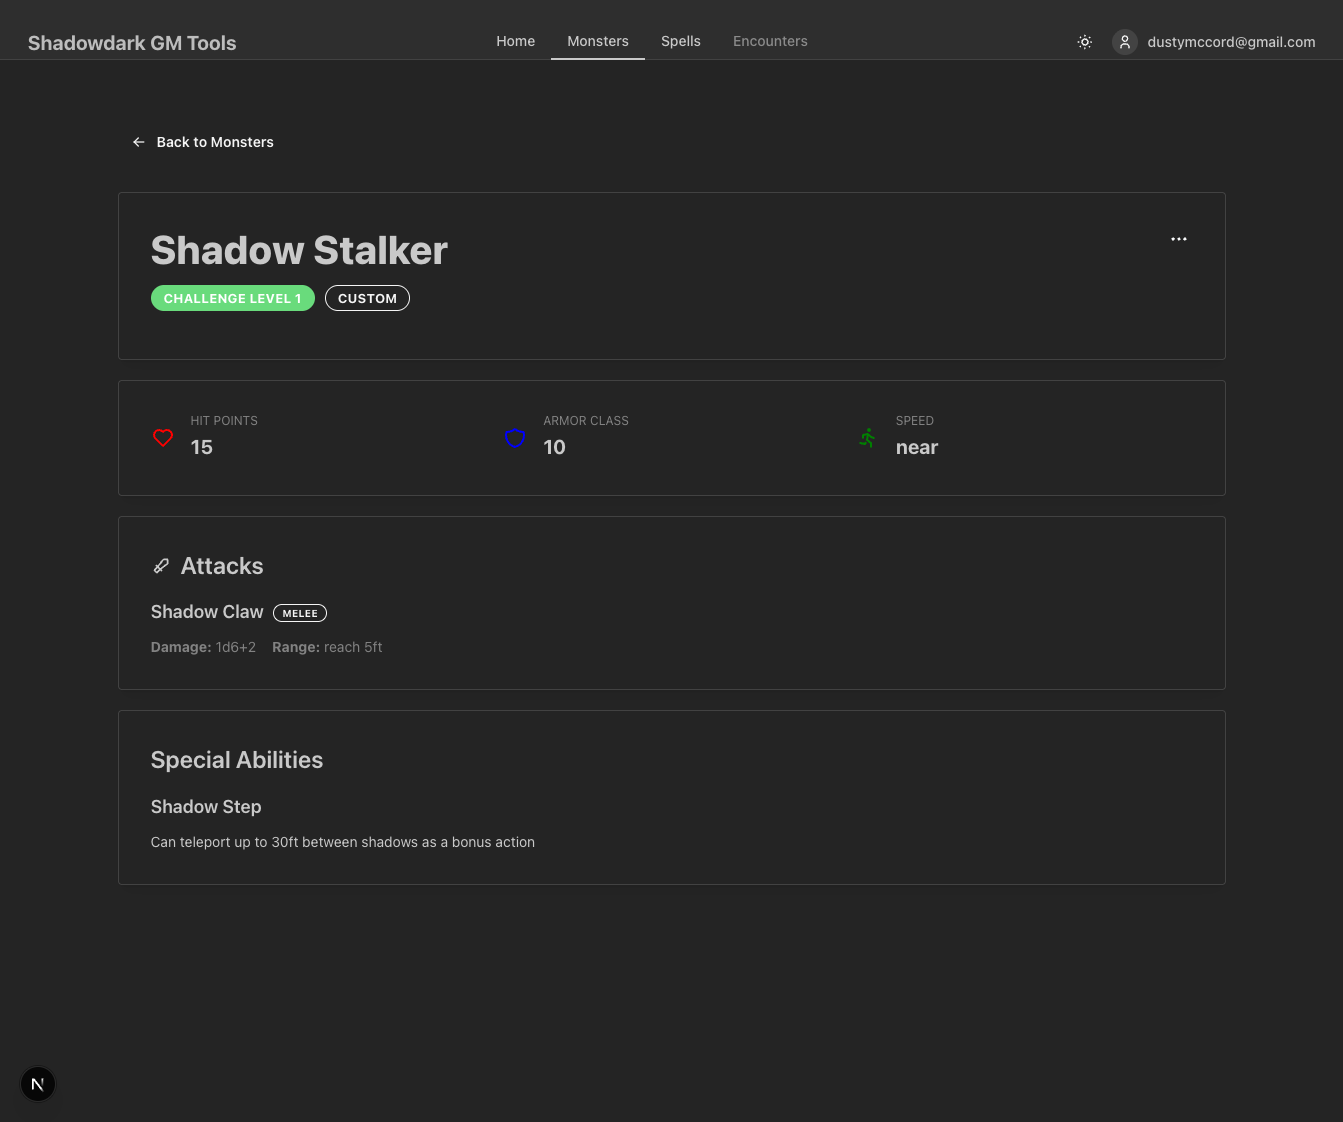 Shadowdark GM Tools
Home Monsters Spells Encounters
dustymccord@gmail.com
Back to Monsters
Shadow Stalker
CHALLENGE LEVEL 1 CUSTOM
HIT POINTS
15
ARMOR CLASS
10
SPEED
near
Attacks
Shadow Claw MELEE
Damage: 1d6+2 Range: reach 5ft
Special Abilities
Shadow Step
Can teleport up to 30ft between shadows as a bonus action
N